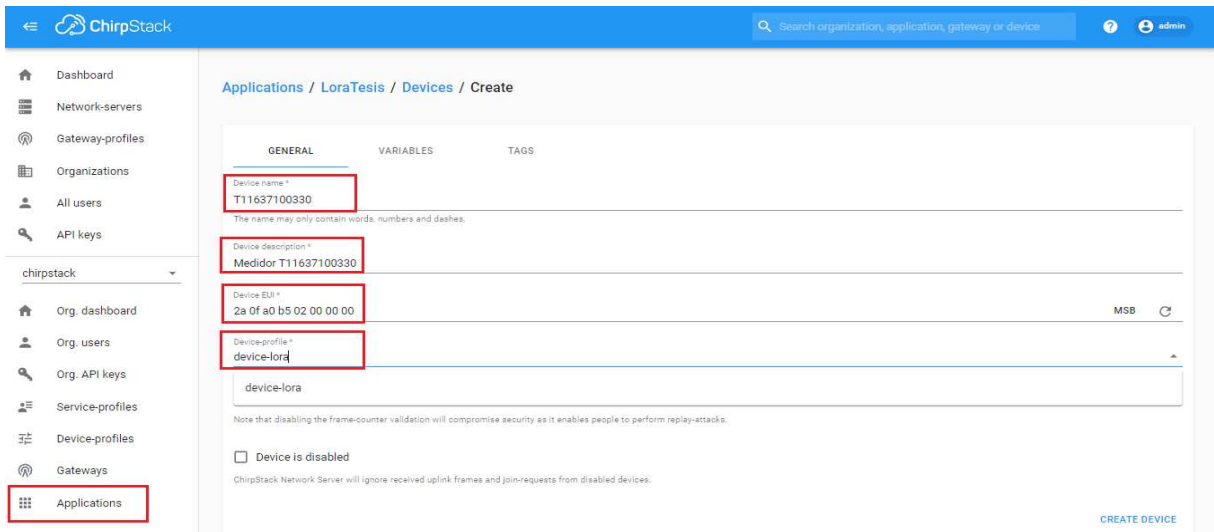 ChirpStack
Search organization, application, gateway or device
? admin
Dashboard
Network-servers
Gateway-profiles
Organizations
All users
API keys
chirpstack
Org. dashboard
Org. users
Org. API keys
Service-profiles
Device-profiles
Gateways
Applications
Applications / LoraTesis / Devices / Create
GENERAL VARIABLES TAGS
Device name *
T11637100330
The name may only contain words, numbers and dashes.
Device description *
Medidor T11637100330
Device EUI *
2a 0f a0 b5 02 00 00 00 MSB
Device-profile *
device-lora
device-lora
Note that disabling the frame-counter validation will compromise security as it enables people to perform replay-attacks.
Device is disabled
ChirpStack Network Server will ignore received uplink frames and join-requests from disabled devices.
CREATE DEVICE